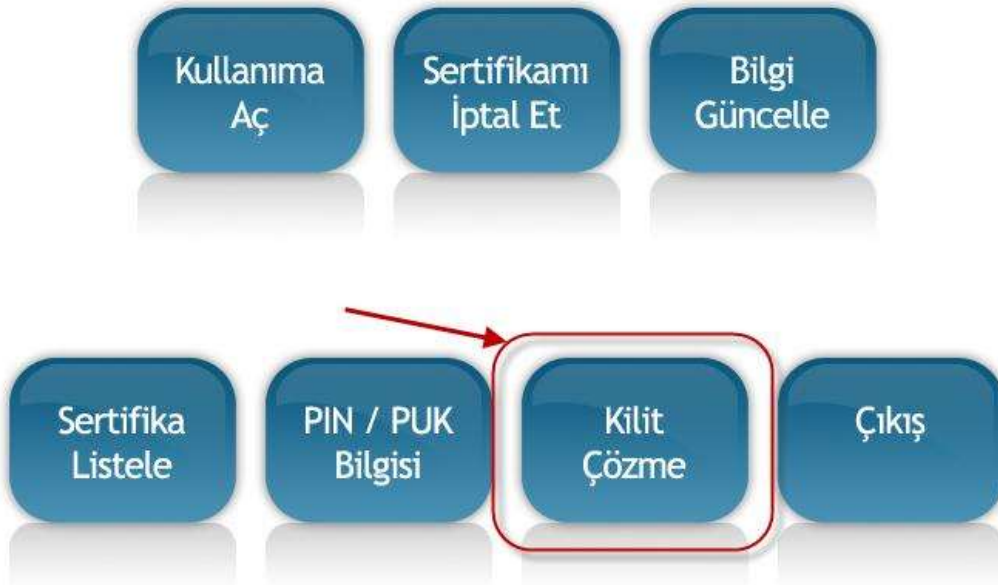 Kullanıma
Aç
Sertifikamı
İptal Et
Bilgi
Güncelle
Sertifika
Listele
PIN / PUK
Bilgisi
Kilit
Çözme
Çıkış